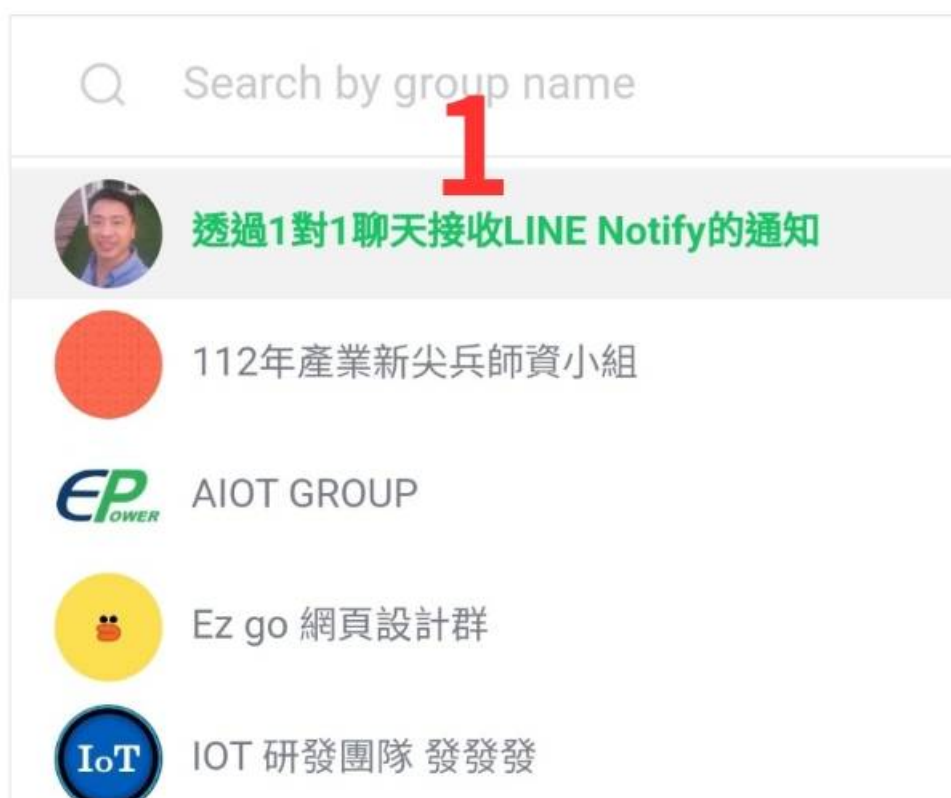 Search by group name
1
透過1對1聊天接收LINE Notify的通知
112年產業新尖兵師資小組
EPOWER
AIOT GROUP
Ez go 網頁設計群
IoT
IOT 研發團隊 發發發